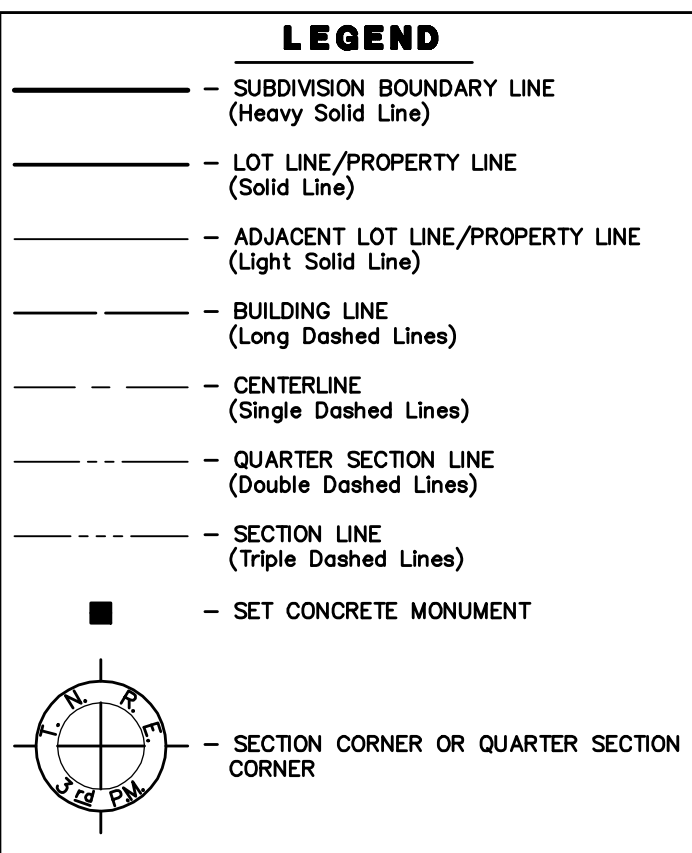 LEGEND
– SUBDIVISION BOUNDARY LINE
(Heavy Solid Line)
– LOT LINE/PROPERTY LINE
(Solid Line)
– ADJACENT LOT LINE/PROPERTY LINE
(Light Solid Line)
– BUILDING LINE
(Long Dashed Lines)
– CENTERLINE
(Single Dashed Lines)
– QUARTER SECTION LINE
(Double Dashed Lines)
– SECTION LINE
(Triple Dashed Lines)
– SET CONCRETE MONUMENT
T. N. R. E.
3rd P.M.
– SECTION CORNER OR QUARTER SECTION
CORNER